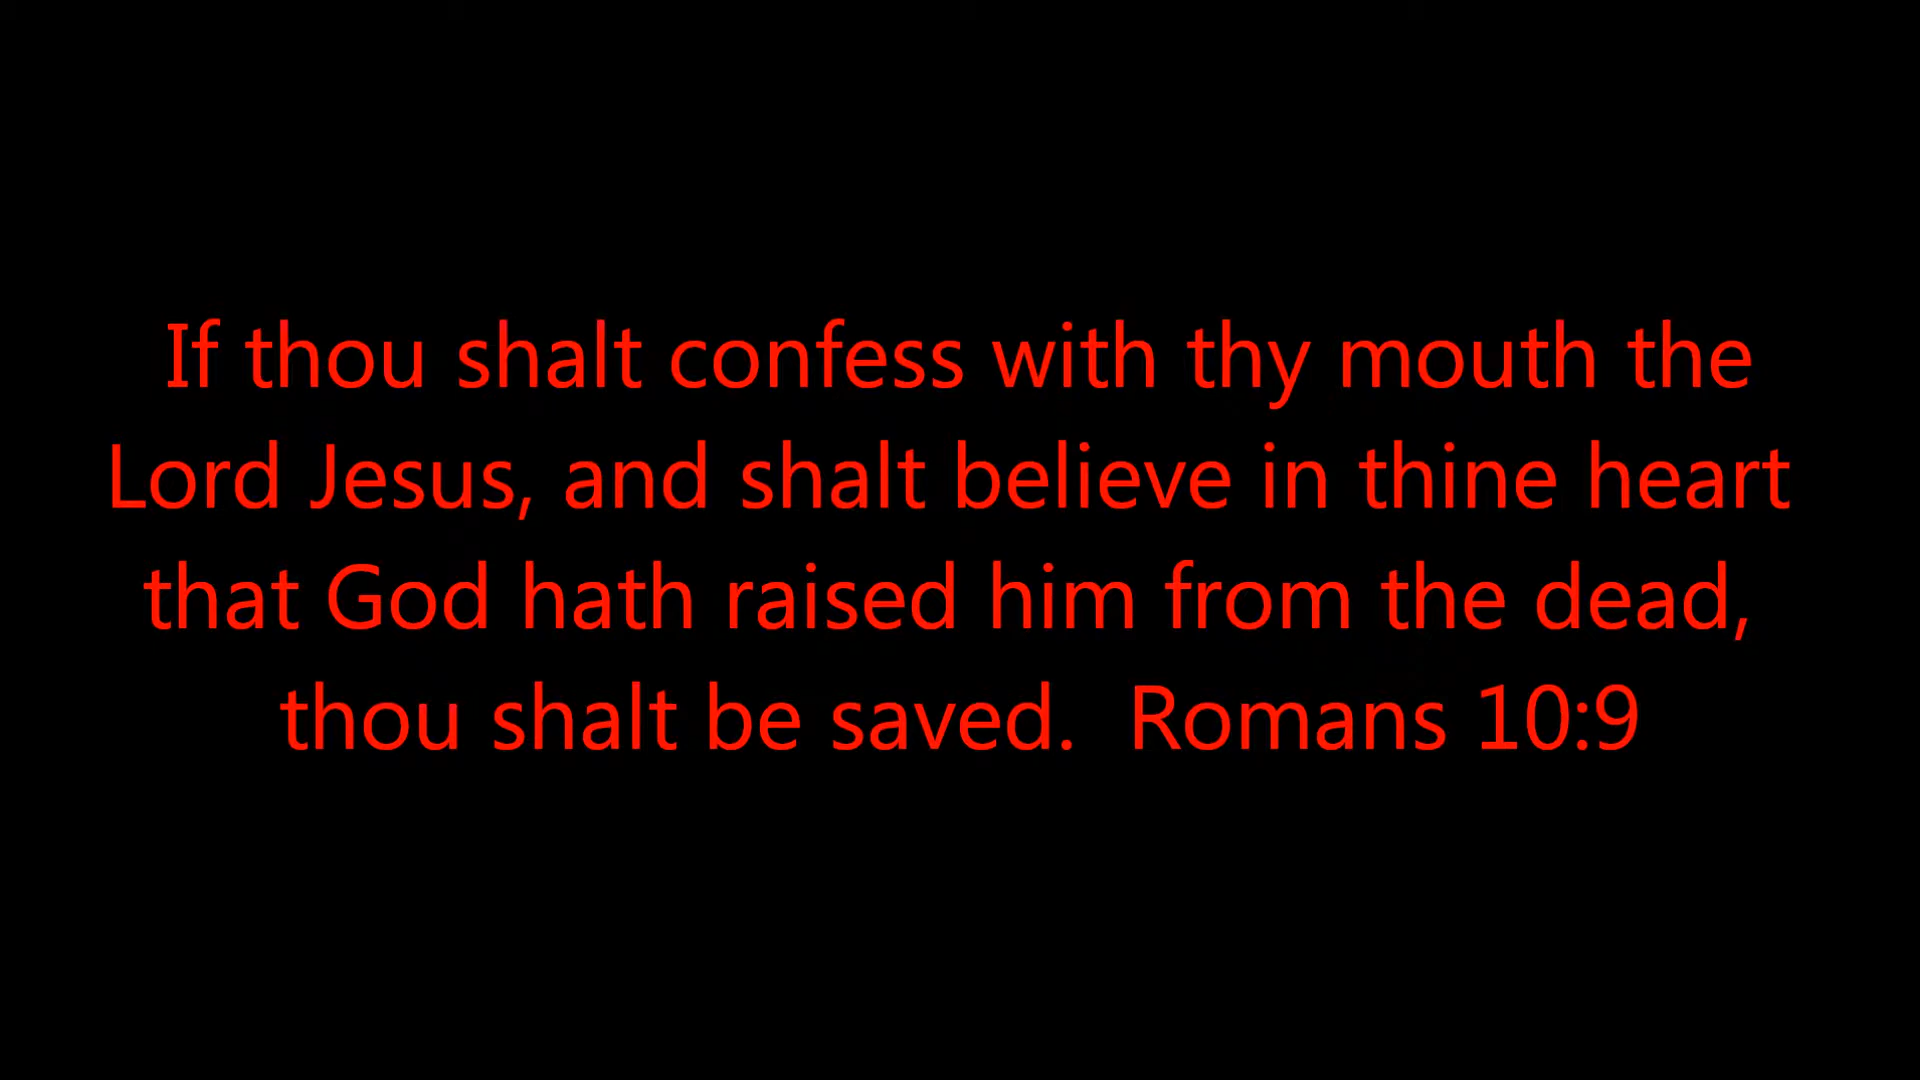 If thou shalt confess with thy mouth the
Lord Jesus, and shalt believe in thine heart
that God hath raised him from the dead,
thou shalt be saved.  Romans 10:9